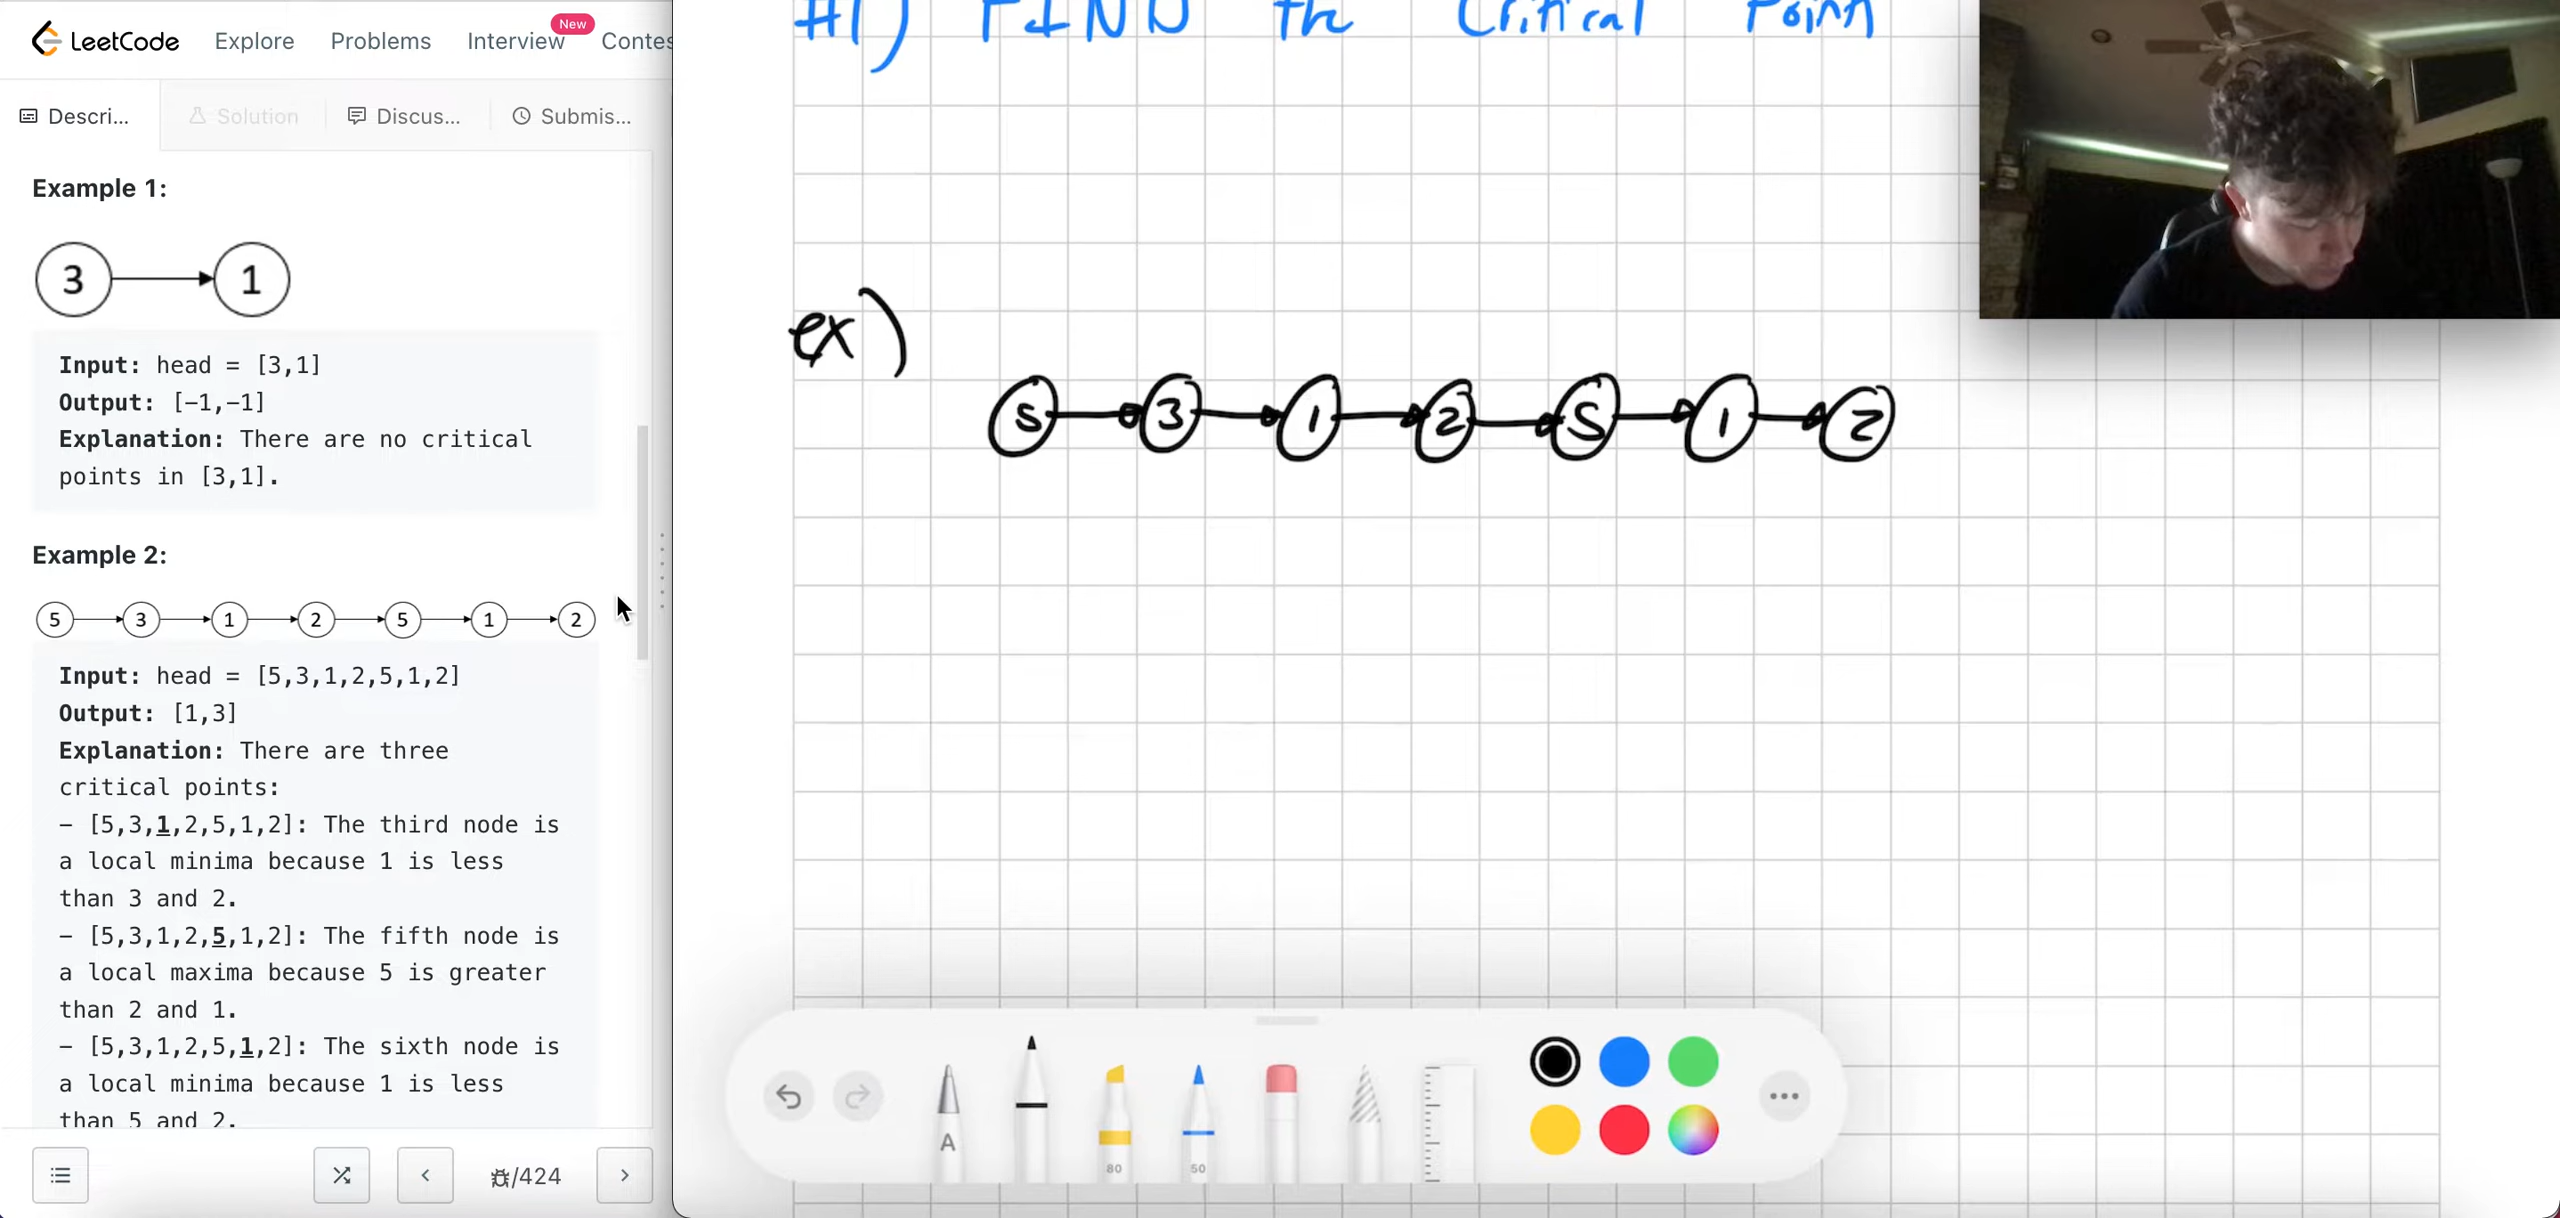 LeetCode Explore Problems Interview New Contes
Descri... Solution Discus... Submis...
Example 1:
3 1
Input: head = [3,1]
Output: [-1,-1]
Explanation: There are no critical
points in [3,1].
Example 2:
5 3 1 2 5 1 2
Input: head = [5,3,1,2,5,1,2]
Output: [1,3]
Explanation: There are three
critical points:
- [5,3,1,2,5,1,2]: The third node is
a local minima because 1 is less
than 3 and 2.
- [5,3,1,2,5,1,2]: The fifth node is
a local maxima because 5 is greater
than 2 and 1.
- [5,3,1,2,5,1,2]: The sixth node is
a local minima because 1 is less
than 5 and 2.
/424
#1) FIND the Critical Point
ex)
5 3 1 2 5 1 2
A 80 50